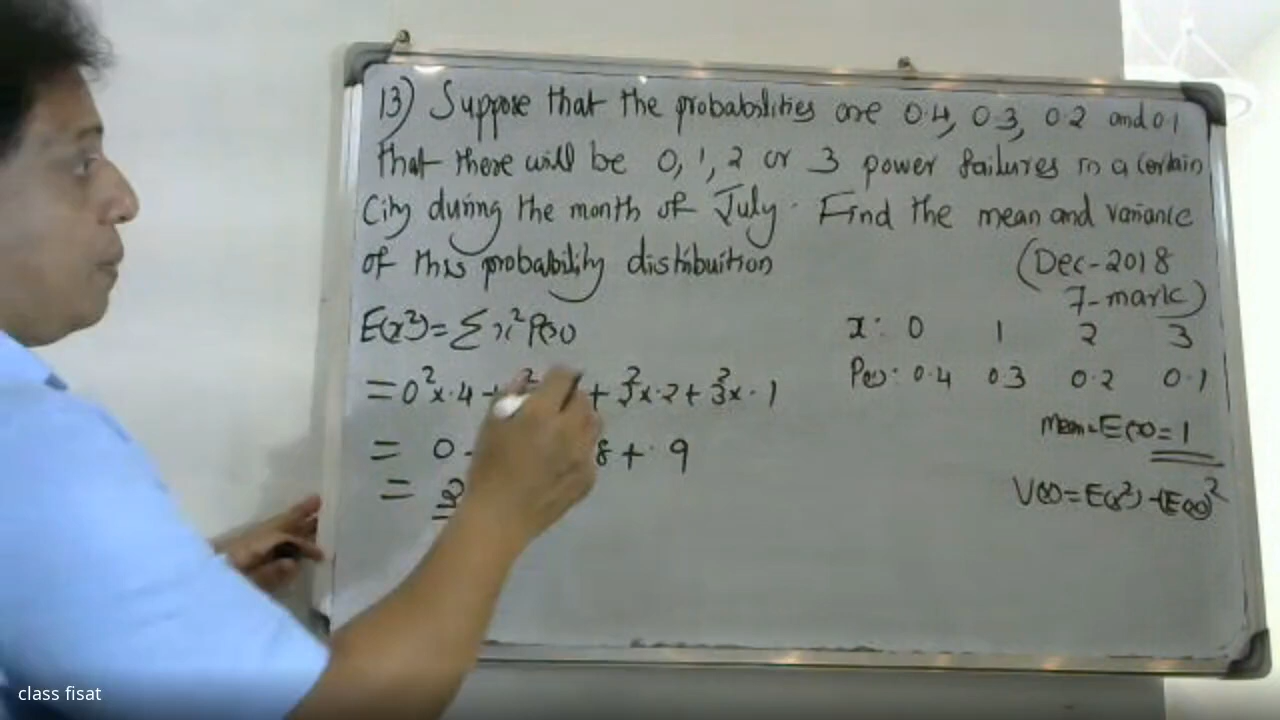 13) Suppose that the probabilities are 0.4, 0.3, 0.2 and 0.1
that there will be 0, 1, 2 or 3 power failures in a certain
City during the month of July. Find the mean and variance
of this probability distribuition
(Dec-2018
7-mark)
E(x²) = Σx²P(x)
= 0²x.4 + ² + 2²x.2 + 3²x.1
= 0 8 + .9
= 2
x: 0 1 2 3
P(x): 0.4 0.3 0.2 0.1
mean = E(x) = 1
V(x) = E(x²) - (E(x))²
class fisat